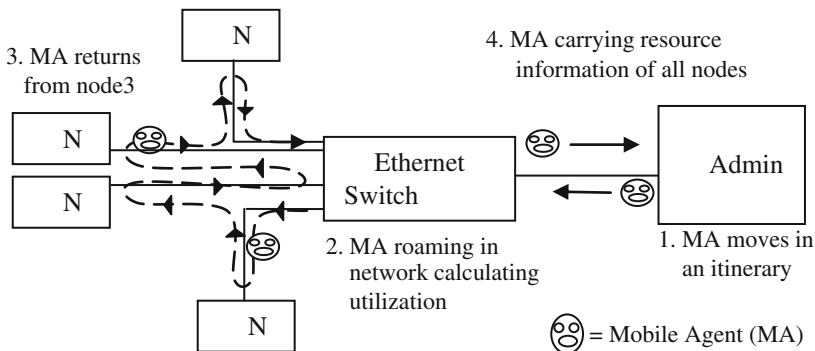 N
3. MA returns
from node3
4. MA carrying resource
information of all nodes
N
Ethernet
Switch
Admin
N
2. MA roaming in
network calculating
utilization
1. MA moves in
an itinerary
N
= Mobile Agent (MA)